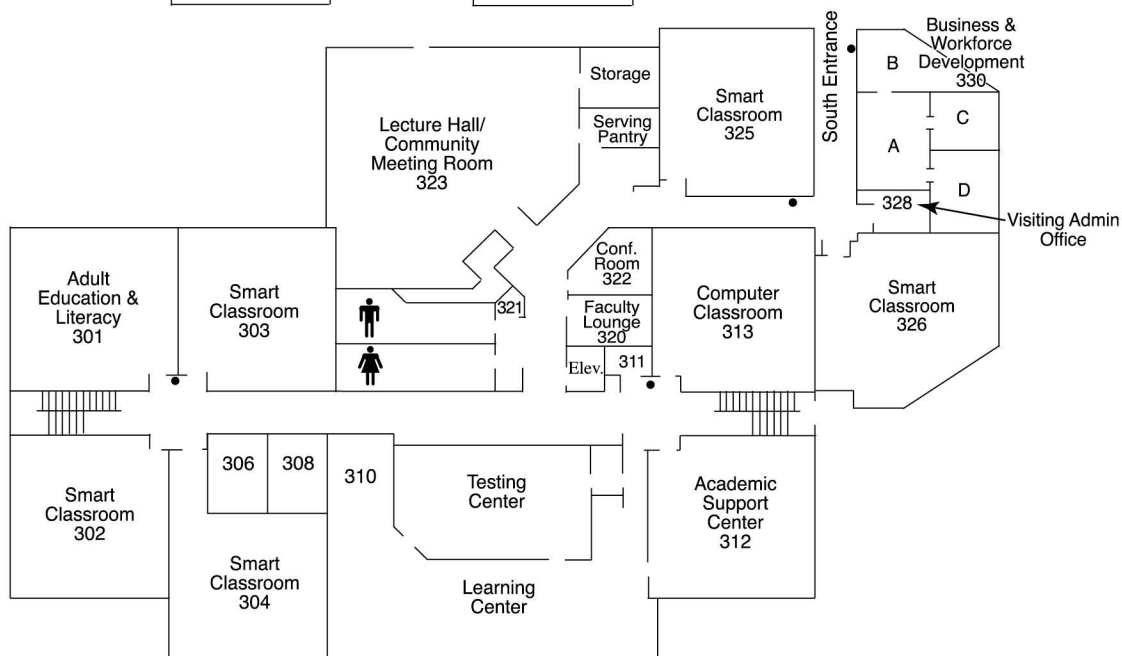 Business &
Workforce
Development
330
B
South Entrance
Storage
Smart
Classroom
325
C
Serving
Pantry
Lecture Hall/
Community
Meeting Room
323
A
D
328
Visiting Admin
Office
Conf.
Room
322
Adult
Education &
Literacy
301
Smart
Classroom
303
321
Faculty
Lounge
320
Computer
Classroom
313
Smart
Classroom
326
Elev.
311
306
308
310
Testing
Center
Smart
Classroom
302
Academic
Support
Center
312
Smart
Classroom
304
Learning
Center